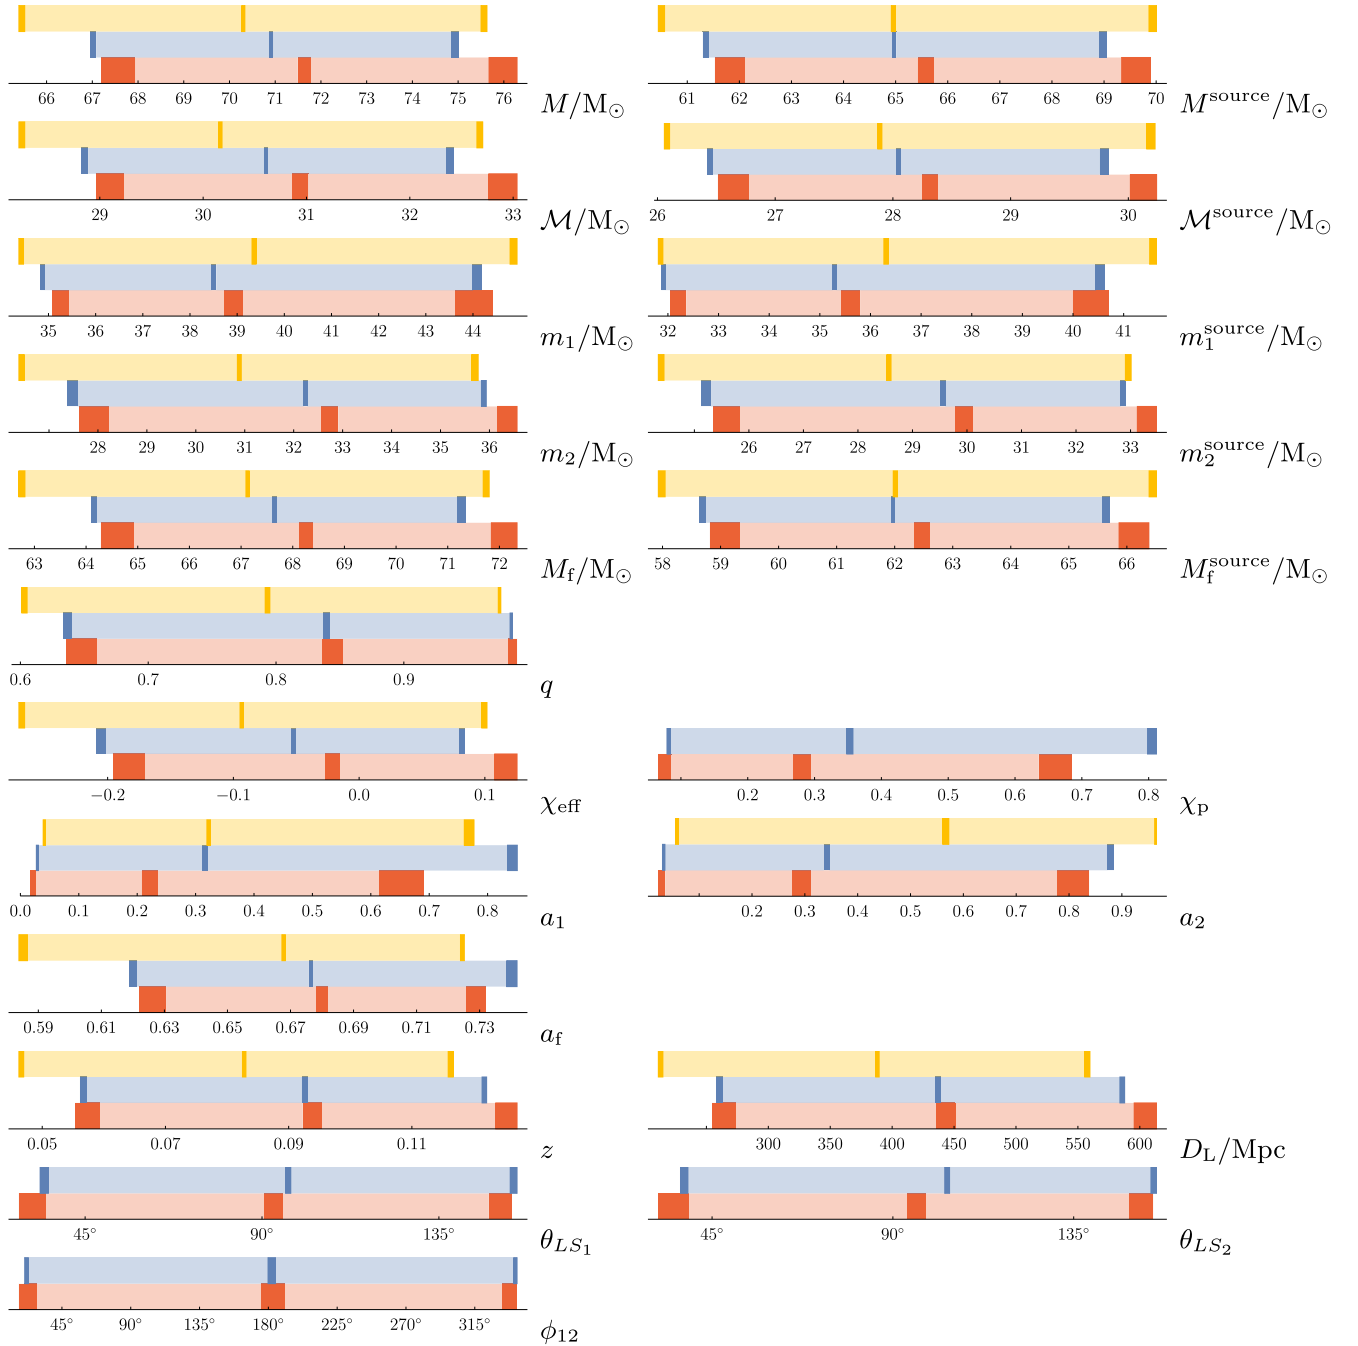 66 67 68 69 70 71 72 73 74 75 76 M/M⊙
61 62 63 64 65 66 67 68 69 70 M^source/M⊙
29 30 31 32 33 ℳ/M⊙
26 27 28 29 30 ℳ^source/M⊙
35 36 37 38 39 40 41 42 43 44 m₁/M⊙
32 33 34 35 36 37 38 39 40 41 m₁^source/M⊙
28 29 30 31 32 33 34 35 36 m₂/M⊙
26 27 28 29 30 31 32 33 m₂^source/M⊙
63 64 65 66 67 68 69 70 71 72 M_f/M⊙
58 59 60 61 62 63 64 65 66 M_f^source/M⊙
0.6 0.7 0.8 0.9 q
−0.2 −0.1 0.0 0.1 χ_eff
0.2 0.3 0.4 0.5 0.6 0.7 0.8 χ_p
0.0 0.1 0.2 0.3 0.4 0.5 0.6 0.7 0.8 a₁
0.2 0.3 0.4 0.5 0.6 0.7 0.8 0.9 a₂
0.59 0.61 0.63 0.65 0.67 0.69 0.71 0.73 a_f
0.05 0.07 0.09 0.11 z
300 350 400 450 500 550 600 D_L/Mpc
45° 90° 135° θ_LS₁
45° 90° 135° θ_LS₂
45° 90° 135° 180° 225° 270° 315° φ₁₂